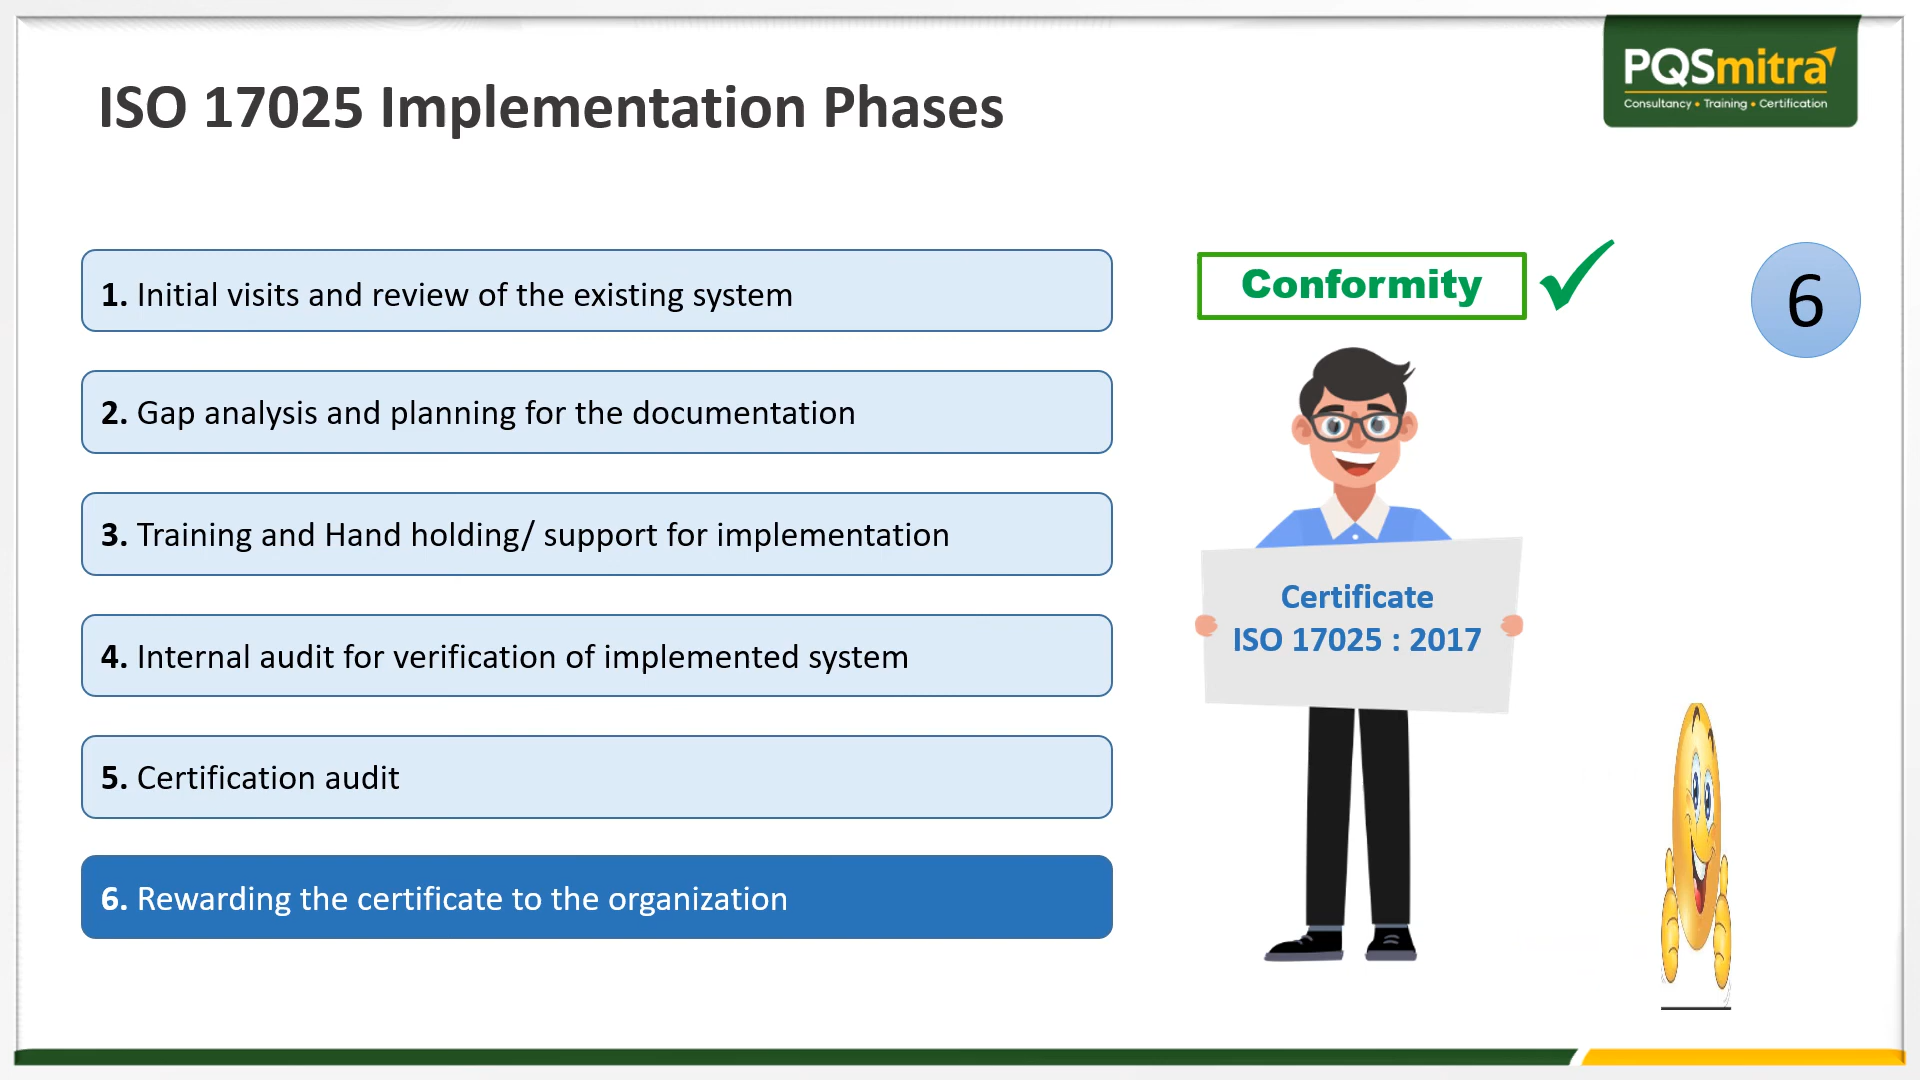 PQSmitra
Consultancy • Training • Certification
ISO 17025 Implementation Phases
1. Initial visits and review of the existing system
2. Gap analysis and planning for the documentation
3. Training and Hand holding/ support for implementation
4. Internal audit for verification of implemented system
5. Certification audit
6. Rewarding the certificate to the organization
Conformity
6
Certificate
ISO 17025 : 2017